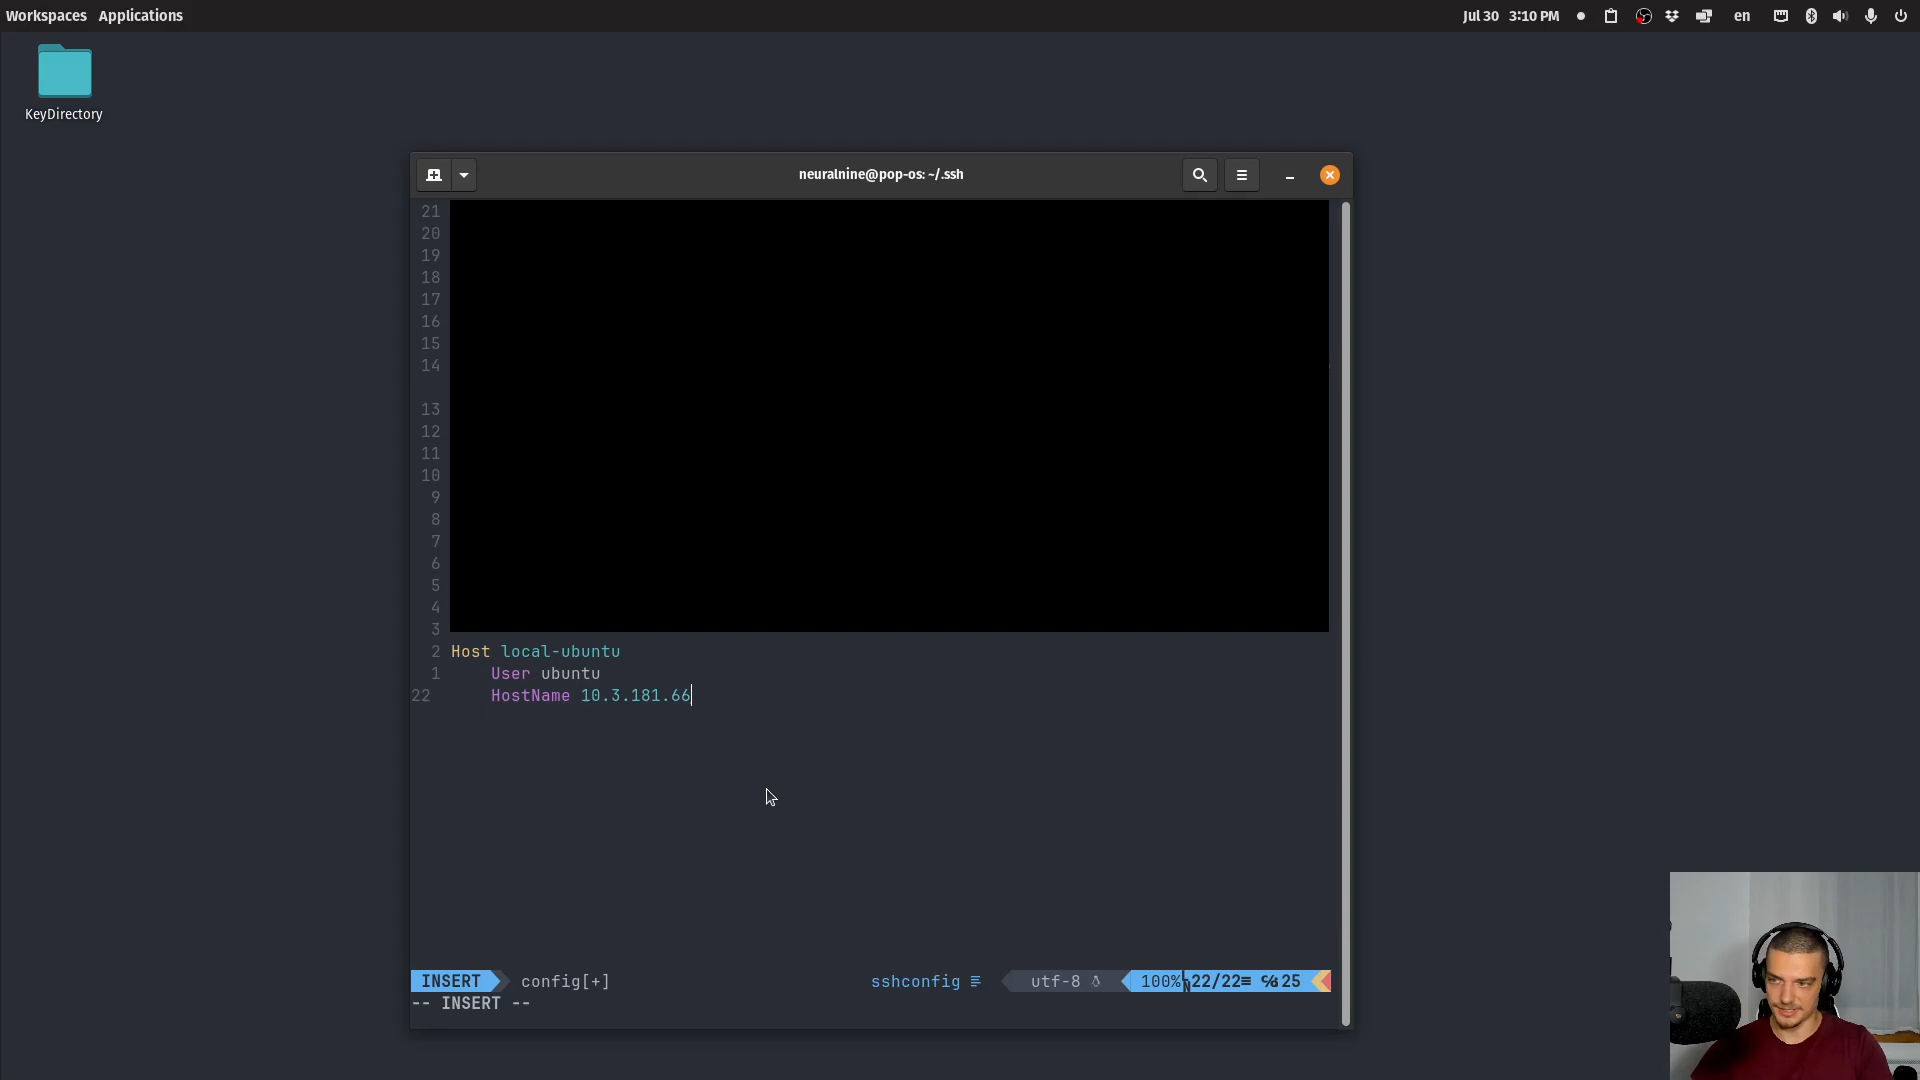 Workspaces Applications
Jul 30 3:10 PM
en
KeyDirectory
neuralnine@pop-os: ~/.ssh
21
20
19
18
17
16
15
14
13
12
11
10
9
8
7
6
5
4
3
2 Host local-ubuntu
1 User ubuntu
22 HostName 10.3.181.66
INSERT config[+] sshconfig utf-8 100% 22/22 25
-- INSERT --